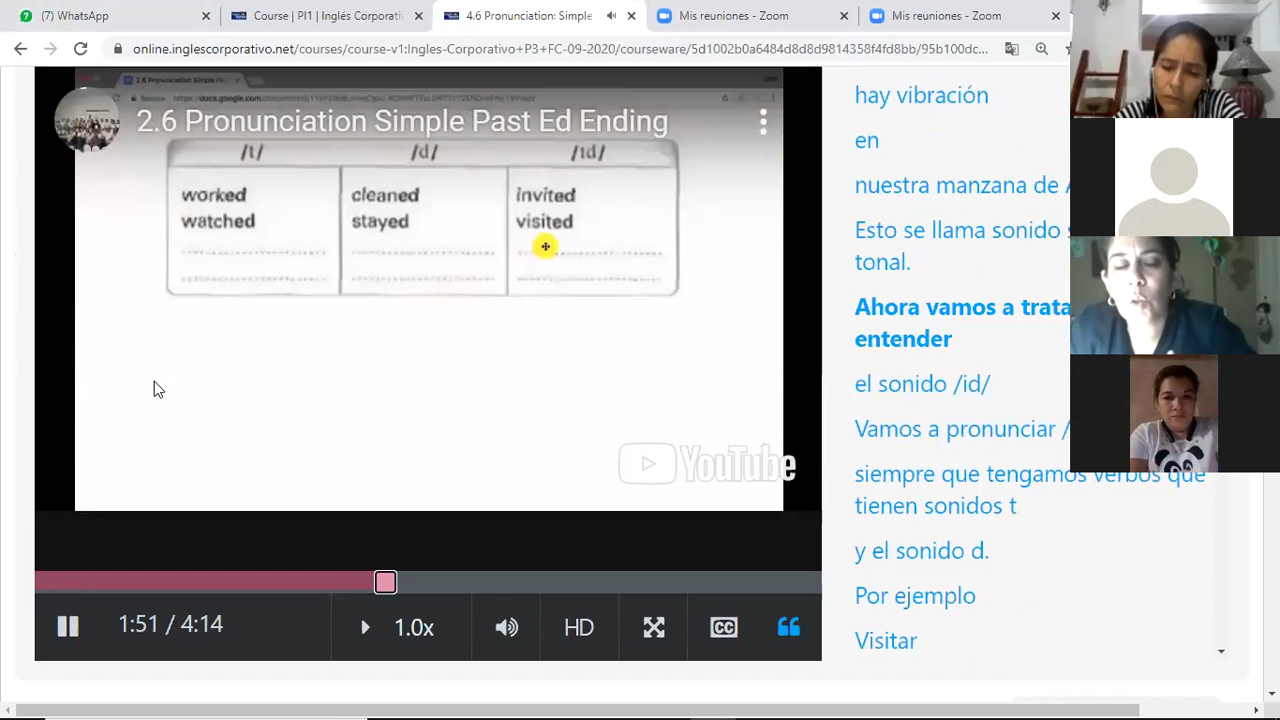 (7) WhatsApp
Course | PI1 | Inglés Corporativo
4.6 Pronunciation: Simple
Mis reuniones - Zoom
Mis reuniones - Zoom
online.inglescorporativo.net/courses/course-v1:Ingles-Corporativo+P3+FC-09-2020/courseware/
2.6 Pronunciation Simple Past Ed Ending
/t/ /d/ /ɪd/
worked cleaned invited
watched stayed visited
YouTube
1:51 / 4:14
1.0x
HD
CC
hay vibración
en
nuestra manzana de
Esto se llama sonido
tonal.
Ahora vamos a trata
entender
el sonido /id/
Vamos a pronunciar /
siempre que tengamos verbos que
tienen sonidos t
y el sonido d.
Por ejemplo
Visitar